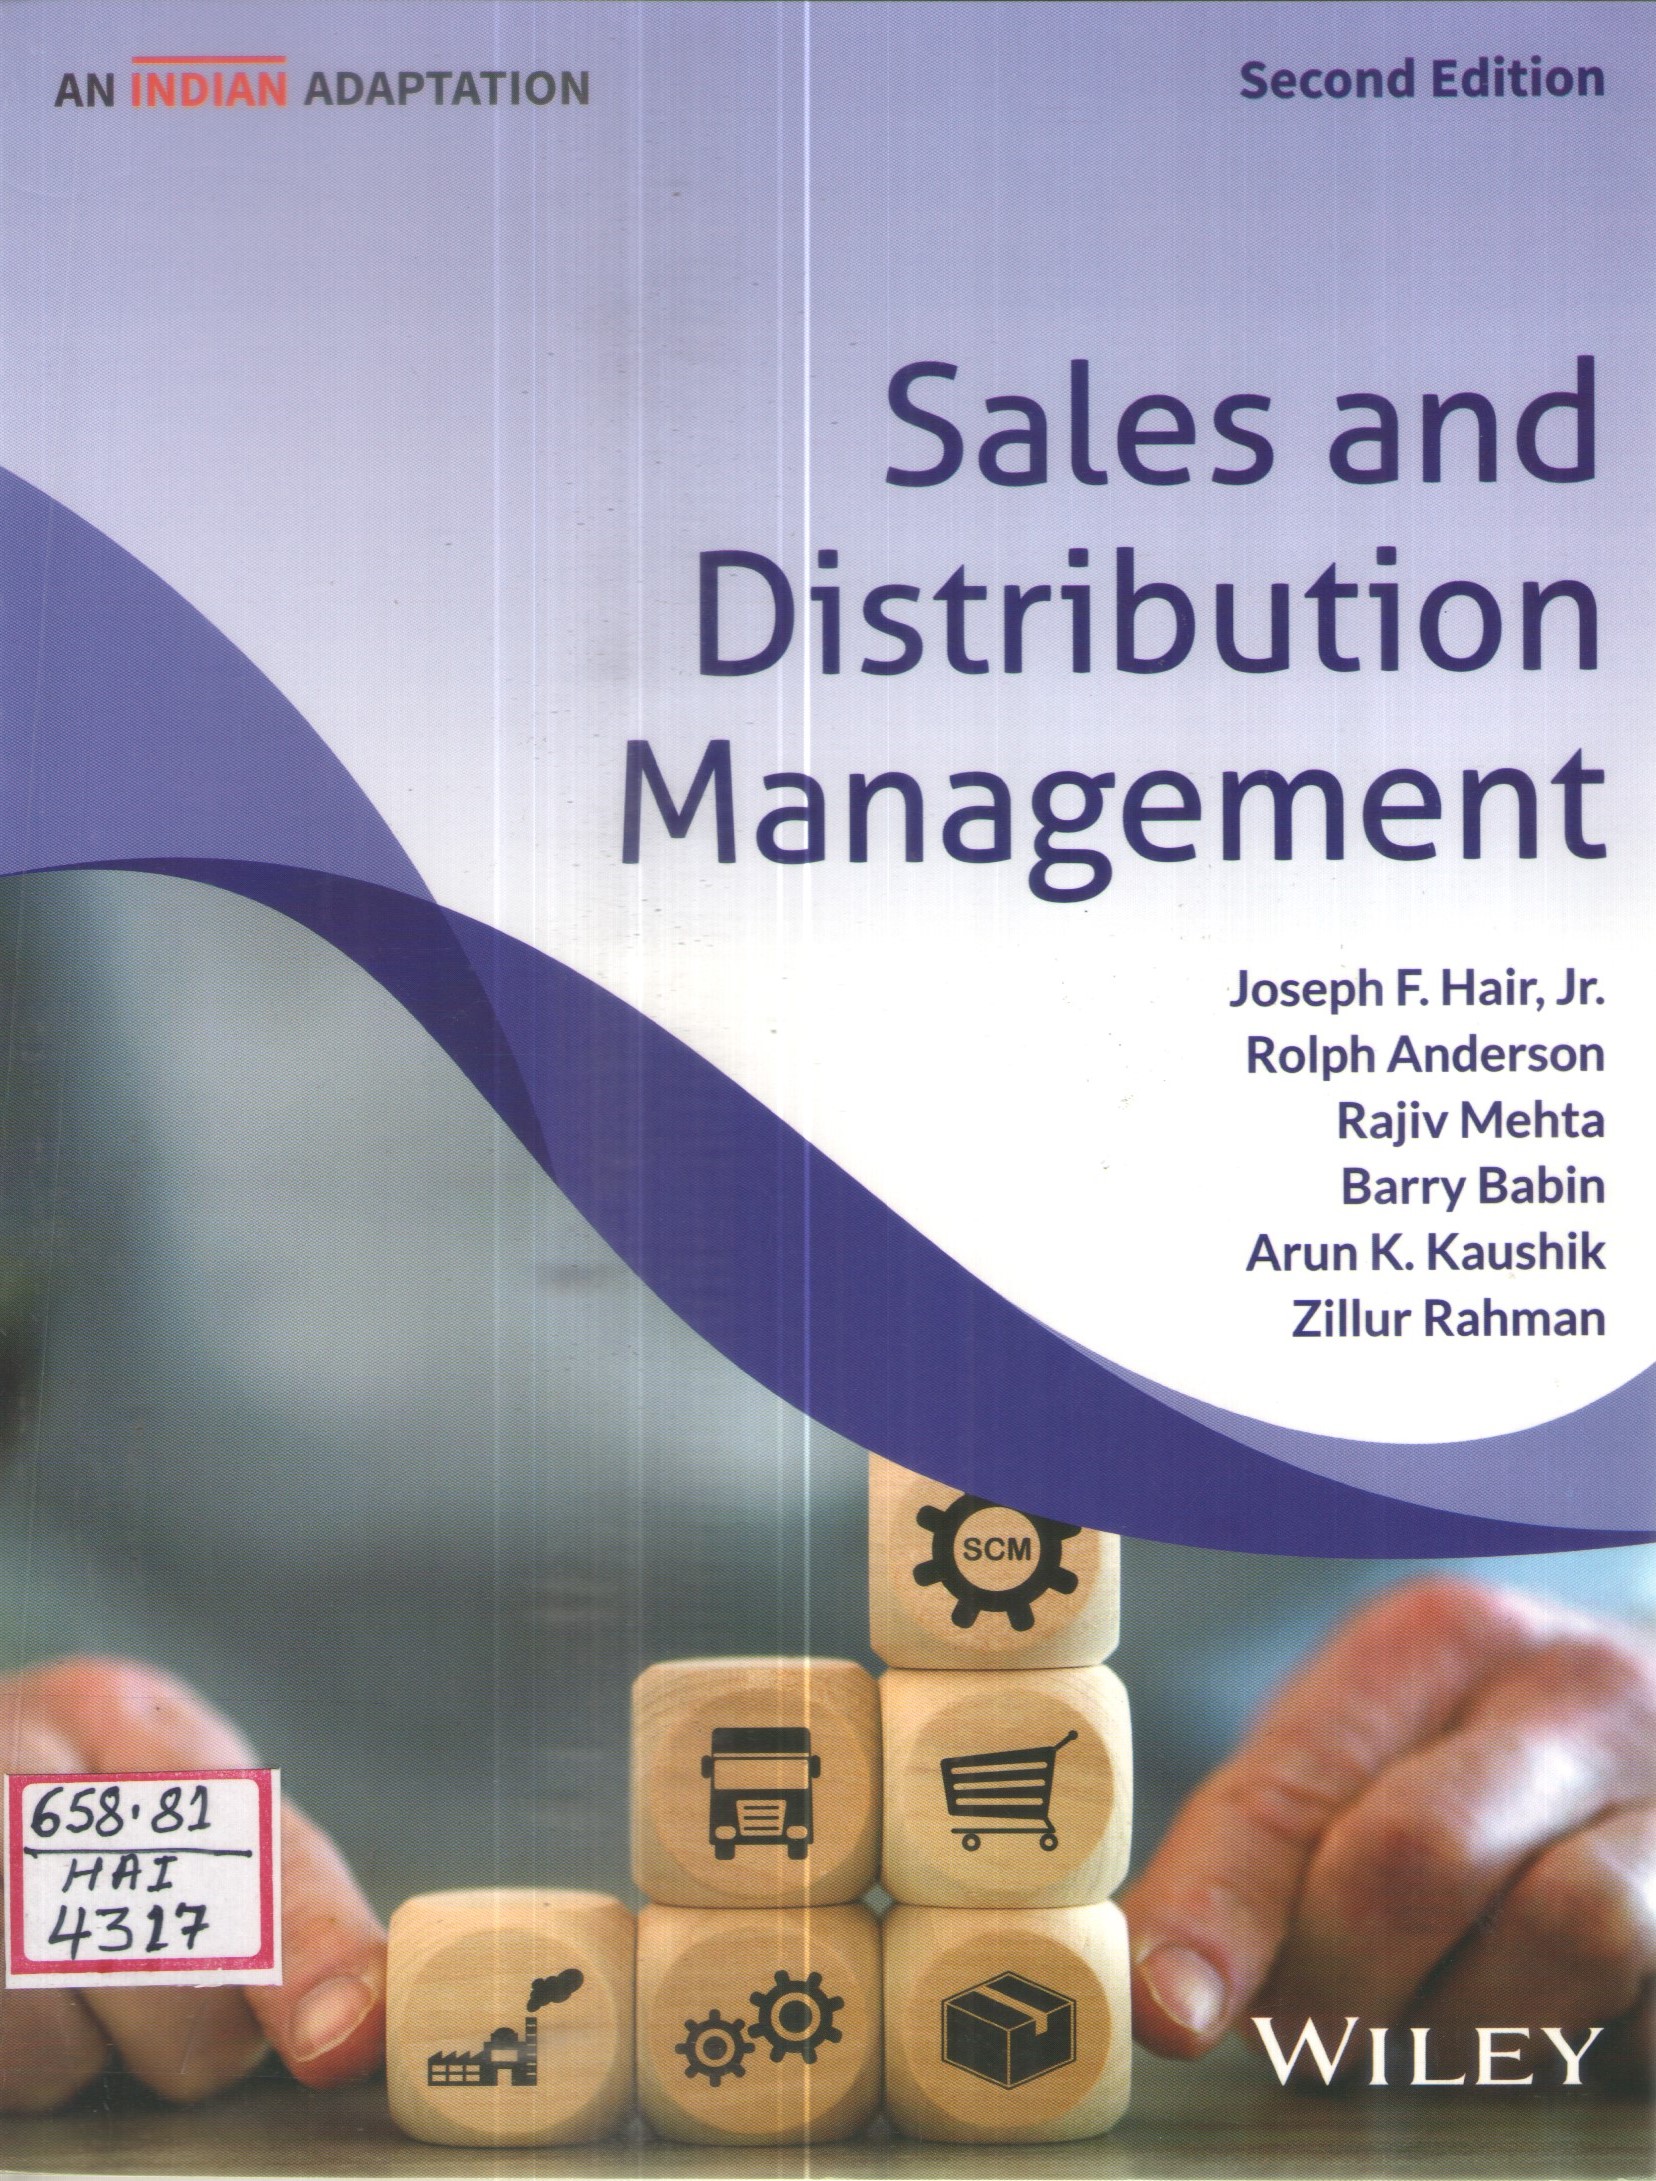 AN INDIAN ADAPTATION
Second Edition
Sales and
Distribution
Management
Joseph F. Hair, Jr.
Rolph Anderson
Rajiv Mehta
Barry Babin
Arun K. Kaushik
Zillur Rahman
SCM
658.81
HAI
4317
WILEY